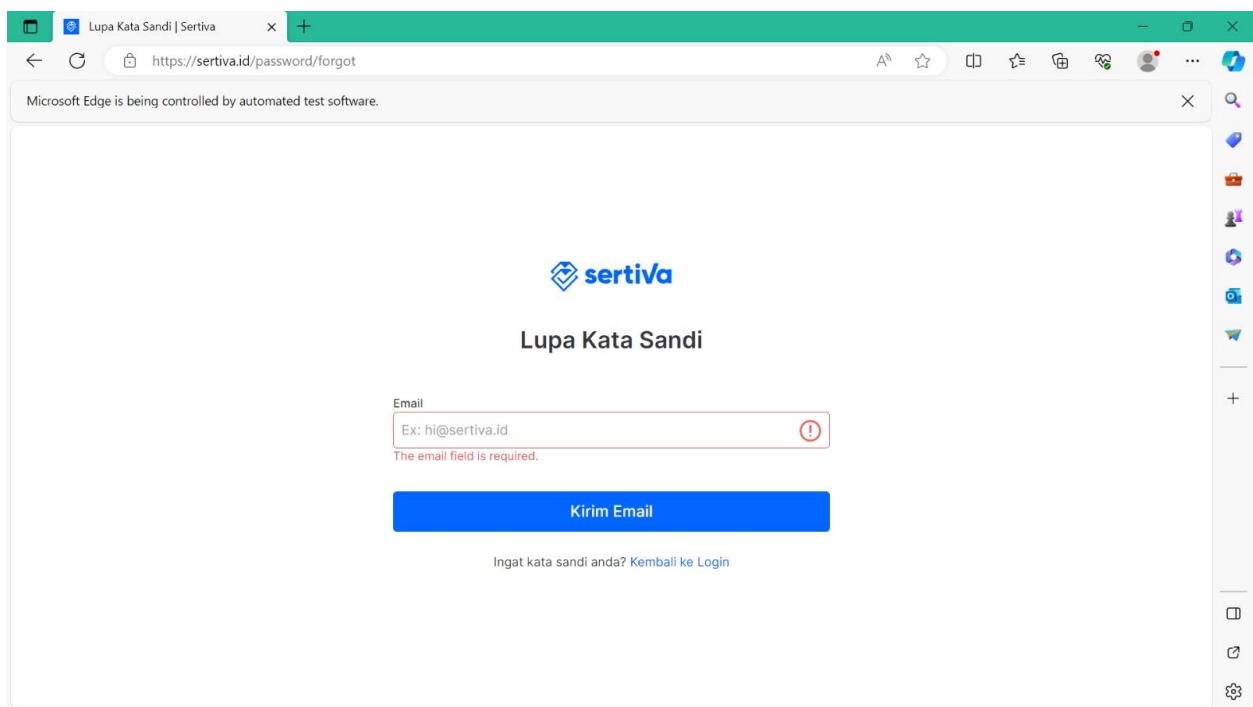 Lupa Kata Sandi | Sertiva
https://sertiva.id/password/forgot
Microsoft Edge is being controlled by automated test software.
sertiva
Lupa Kata Sandi
Email
Ex: hi@sertiva.id
The email field is required.
Kirim Email
Ingat kata sandi anda? Kembali ke Login